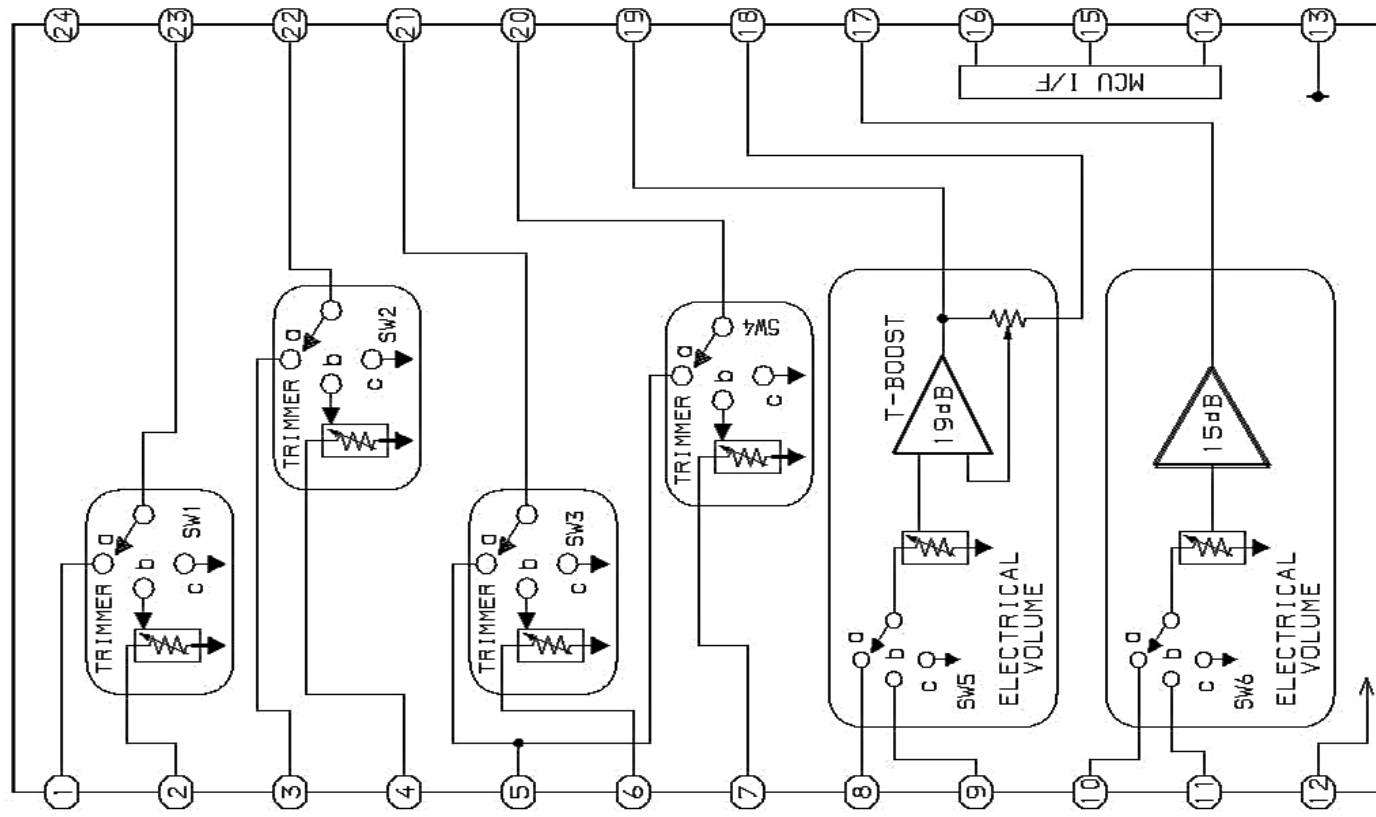 24
23
22
21
20
19
18
17
16
15
14
13
MCU I/F
TRIMMER
a
b
c
SW1
TRIMMER
a
b
c
SW2
TRIMMER
a
b
c
SW3
TRIMMER
a
b
c
SW4
T-BOOST
19dB
a
b
c
SW5
ELECTRICAL
VOLUME
15dB
a
b
c
SW6
ELECTRICAL
VOLUME
1
2
3
4
5
6
7
8
9
10
11
12